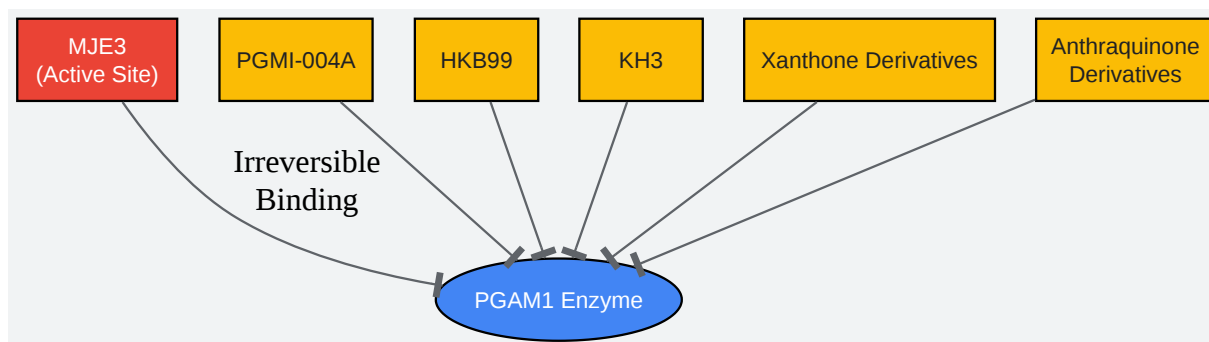 MJE3
(Active Site)
PGMI-004A
HKB99
KH3
Xanthone Derivatives
Anthraquinone
Derivatives
Irreversible
Binding
PGAM1 Enzyme